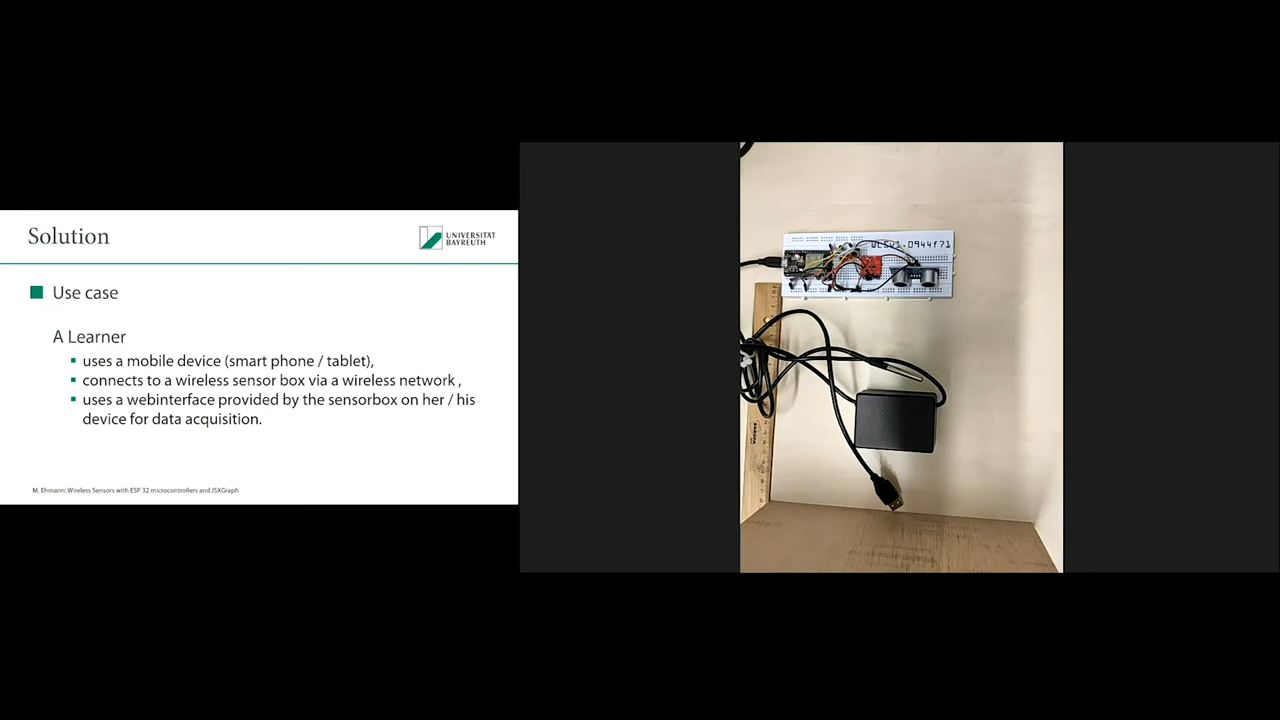 Solution
UNIVERSITÄT
BAYREUTH
Use case
A Learner
uses a mobile device (smart phone / tablet),
connects to a wireless sensor box via a wireless network ,
uses a webinterface provided by the sensorbox on her / his
device for data acquisition.
M. Ehmann: Wireless Sensors with ESP 32 microcontrollers and JSXGraph
WLSv1.0944f71